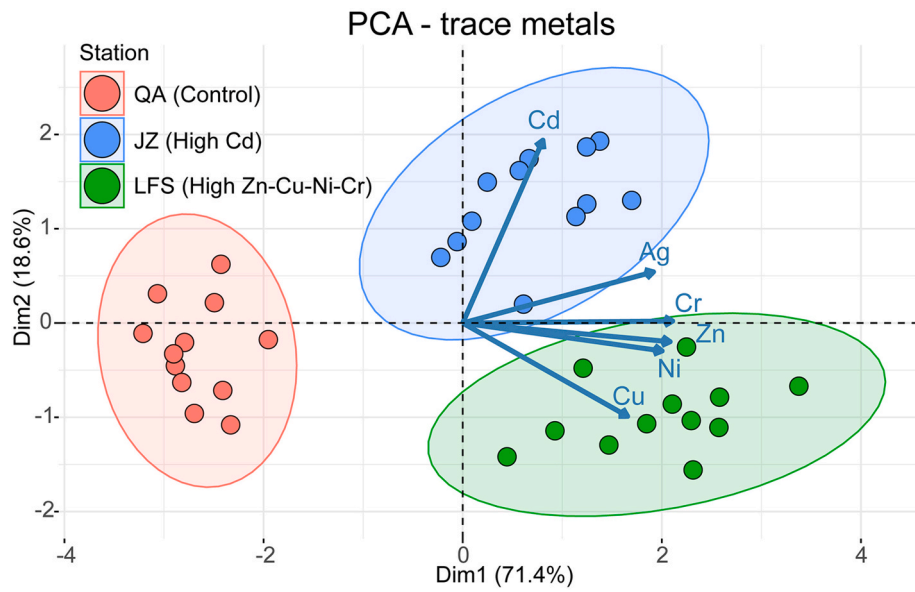 PCA - trace metals
Station
QA (Control)
JZ (High Cd)
LFS (High Zn-Cu-Ni-Cr)
Cd
Ag
Cr
Zn
Ni
Cu
Dim2 (18.6%)
2
1
0
-1
-2
-4
-2
0
2
4
Dim1 (71.4%)